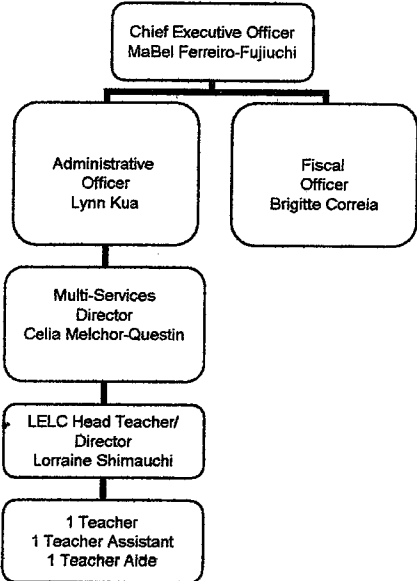 Chief Executive Officer
MaBel Ferreiro-Fujiuchi
Administrative
Officer
Lynn Kua
Fiscal
Officer
Brigitte Correia
Multi-Services
Director
Celia Melchor-Questin
LELC Head Teacher/
Director
Lorraine Shimauchi
1 Teacher
1 Teacher Assistant
1 Teacher Aide